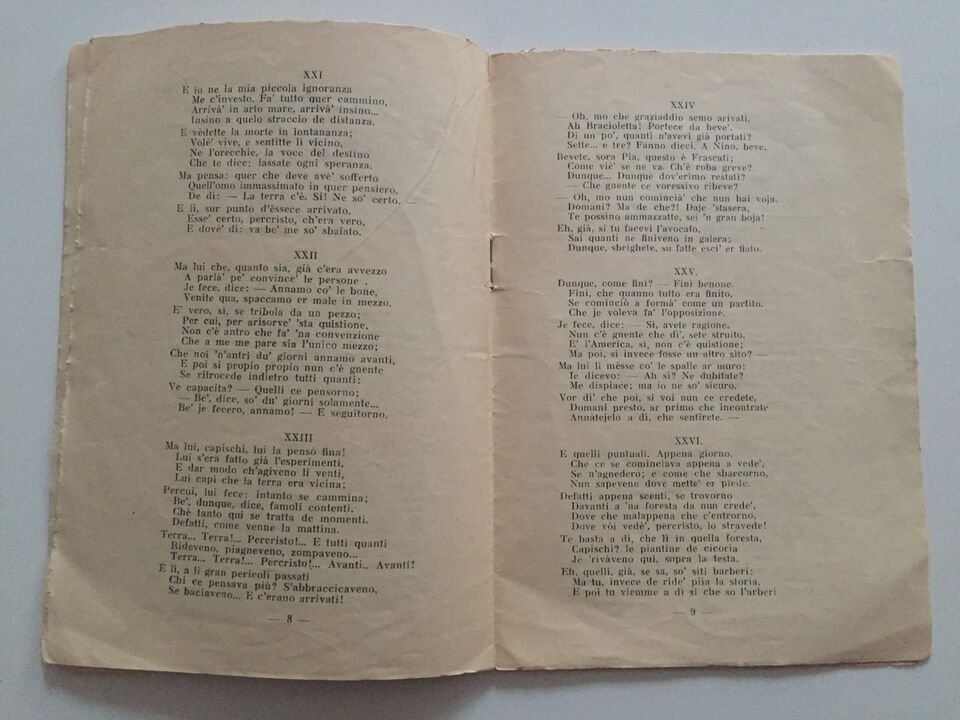 XXI
E io ne la mia piccola ignoranza
Me c'investo. Fa' tutto quer cammino,
Arrivà' in arto mare, arrivà' insino...
Insino a quelo straccio de distanza.
E vèdette la morte in lontananza;
Volè' vive, e sentitte lì vicino,
Ne l'orecchie, la voce del destino
Che te dice: lassate ogni speranza.
Ma pensa: quer che deve avè' sofferto
Quell'omo immassimato in quer pensiero,
De dì: — La terra c'è. Sì! Ne so' certo. —
E lì, sur punto d'èssece arrivato,
Esse' certo, percristo, ch'era vero,
E dovè' dì: va be' me so' sbaiato.
XXII
Ma lui che, quanto sia, già c'era avvezzo
A parlà' pe' convince' le persone,
Je fece, dice: — Annamo co' le bone,
Venite qua, spaccamo er male in mezzo.
E' vero, sì, se tribola da un pezzo;
Per cui, per arisorve' 'sta quistione,
Non c'è antro che fa' 'na convenzione
Che a me me pare sia l'unico mezzo;
Che noi 'n'antri du' giorni annamo avanti,
E poi si propio propio nun c'è gnente
Se ritrocede indietro tutti quanti:
Ve capacita? — Quelli ce pensorno;
— Be', dice, so' du' giorni solamente...
Be' je fecero, annamo! — E seguitorno.
XXIII
Ma lui, capischi, lui la pensò fina!
Lui s'era fatto già l'esperimenti,
E dar modo ch'agiveno li venti,
Lui capì che la terra era vicina;
Percui, lui fece: intanto se cammina;
Be', dunque, dice, famoli contenti.
Ché tanto qui se tratta de momenti.
Defatti, come venne la mattina.
Terra... Terra!... Percristo!... E tutti quanti
Rideveno, piagneveno, zompaveno...
Terra... Terra!... Percristo!... Avanti.. Avanti!
E lì, a li gran pericoli passati
Chi ce pensava più? S'abbraccicaveno,
Se baciaveno... E c'erano arrivati!
— 8 —
XXIV
— Oh, mo che graziaddio semo arivati,
Ah Bracioletta! Portece da beve'.
Di un po', quanti n'avevi già portati?
Sette... e tre? Fanno dieci. A Nino, beve.
Bevete, sora Pia, questo è Frascati;
Come viè' se ne va. Ch'è roba greve?
Dunque... Dunque dov'erimo restati?
— Che gnente ce voressivo ribeve?
— Oh, mo nun comincià' che nun hai voja.
Domani? Ma de che?! Daje 'stasera,
Te possino ammazzatte, sei 'n gran boja!
Eh, già, si tu facevi l'avocato,
Sai quanti ne finiveno in galera;
Dunque, sbrighete, su fatte esci' er fiato.
XXV.
Dunque, come finì? — Finì benone.
Finì, che quanno tutto era finito,
Se cominciò a formà' come un partito.
Che je voleva fa' l'opposizione.
Je fece, dice: — Sì, avete ragione.
Nun c'è gnente che dì', sete struito,
E' l'America, sì, non c'è quistione;
Ma poi, si invece fosse un altro sito? —
Ma lui lì mèsse co' le spalle ar muro:
Te dicevo: — Ah sì? Ne dubitate?
Me dispiace; ma io ne so' sicuro.
Vor dì' che poi, si voi nun ce credete,
Domani presto, ar primo che incontrate
Annàtejelo a dì, che sentirete. —
XXVI.
E quelli puntuali. Appena giorno.
Che ce se cominciava appena a vede',
Se n'agnedero; e come che sbarcorno,
Nun sapeveno dove mette' er piede.
Defatti appena scenti, se trovorno
Davanti a 'na foresta da nun crede',
Dove che malappena che c'entrorno.
Dove vòi vedè', percristo, lo stravede!
Te basta a dì, che lì in quella foresta,
Capischi? le piantine de cicoria
Je 'rivàveno qui, sopra la testa.
Eh, quelli, già, se sa, so' siti barberi:
Ma tu, invece de ride' piia la storia,
E poi tu viemme a dì si che so l'arberi
— 9 —